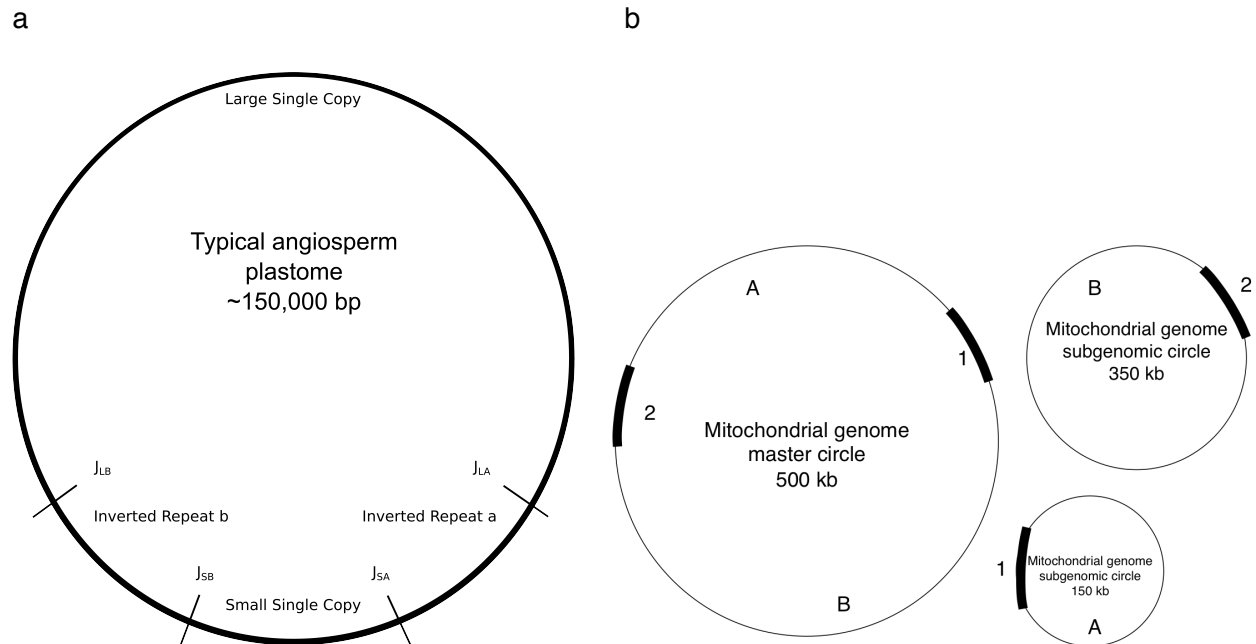 a
Large Single Copy
Typical angiosperm
plastome
~150,000 bp
JLB
JLA
Inverted Repeat b
Inverted Repeat a
JSB
JSA
Small Single Copy
b
A
1
2
Mitochondrial genome
master circle
500 kb
B
B
2
Mitochondrial genome
subgenomic circle
350 kb
1
Mitochondrial genome
subgenomic circle
150 kb
A